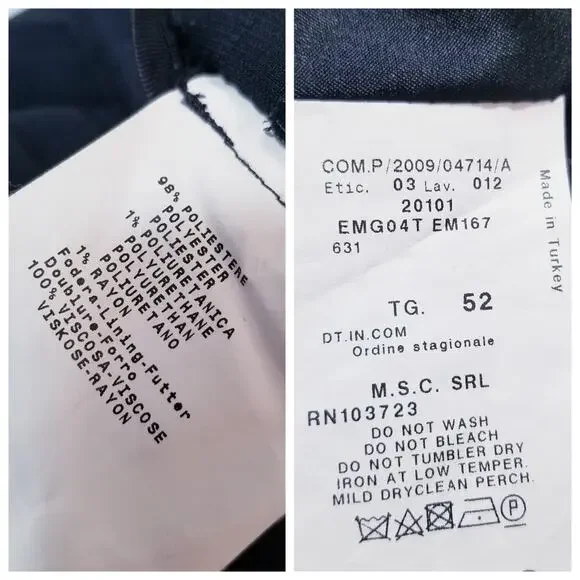 98% POLIESTERE
POLYESTER
POLIESTER
1% POLIURETANICA
POLYURETHANE
POLYURETHAN
POLIURETANO
1% RAYON
Fodera-Lining-Futter
Doublure-Forro
100% VISCOSA-VISCOSE
VISKOSE-RAYON
COM.P/2009/04714/A
Etic. 03 Lav. 012
20101
EMG04T EM167
631
Made in Turkey
TG. 52
DT.IN.COM
Ordine stagionale
M.S.C. SRL
RN103723
DO NOT WASH
DO NOT BLEACH
DO NOT TUMBLER DRY
IRON AT LOW TEMPER.
MILD DRYCLEAN PERCH.
P